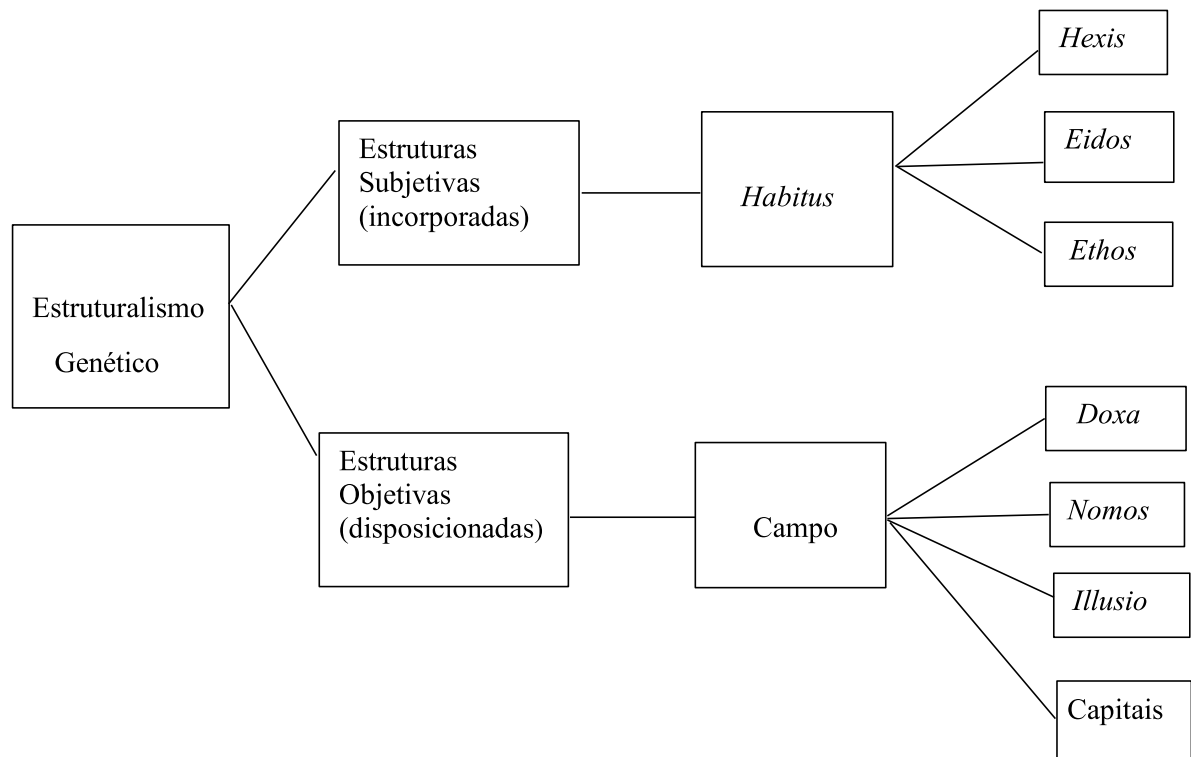 Estruturalismo
Genético
Estruturas
Subjetivas
(incorporadas)
Habitus
Hexis
Eidos
Ethos
Estruturas
Objetivas
(disposicionadas)
Campo
Doxa
Nomos
Illusio
Capitais